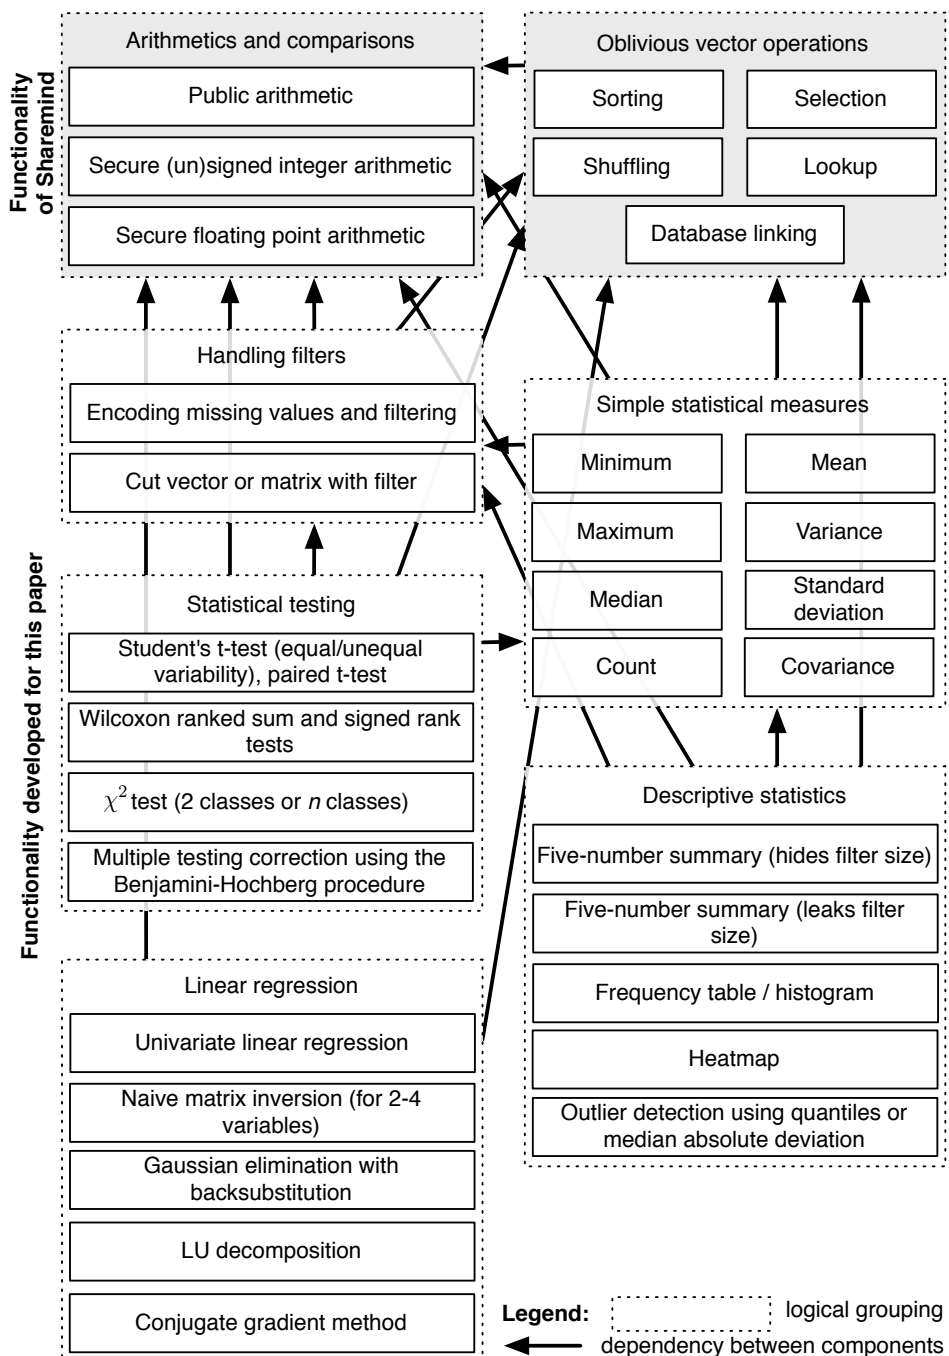 Functionality
of Sharemind
Arithmetics and comparisons
Public arithmetic
Secure (un)signed integer arithmetic
Secure floating point arithmetic
Oblivious vector operations
Sorting
Selection
Shuffling
Lookup
Database linking
Functionality developed for this paper
Handling filters
Encoding missing values and filtering
Cut vector or matrix with filter
Simple statistical measures
Minimum
Mean
Maximum
Variance
Median
Standard
deviation
Count
Covariance
Statistical testing
Student's t-test (equal/unequal
variability), paired t-test
Wilcoxon ranked sum and signed rank
tests
χ² test (2 classes or n classes)
Multiple testing correction using the
Benjamini-Hochberg procedure
Descriptive statistics
Five-number summary (hides filter size)
Five-number summary (leaks filter
size)
Frequency table / histogram
Heatmap
Outlier detection using quantiles or
median absolute deviation
Linear regression
Univariate linear regression
Naive matrix inversion (for 2-4
variables)
Gaussian elimination with
backsubstitution
LU decomposition
Conjugate gradient method
Legend: logical grouping
dependency between components